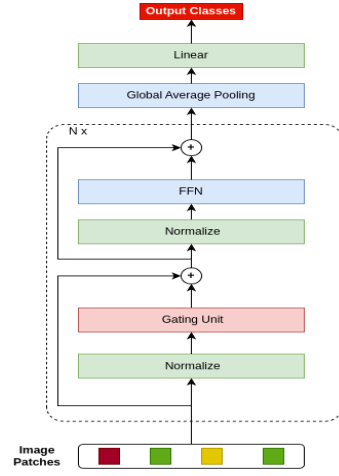 Output Classes
Linear
Global Average Pooling
N x
+
FFN
Normalize
+
Gating Unit
Normalize
Image
Patches